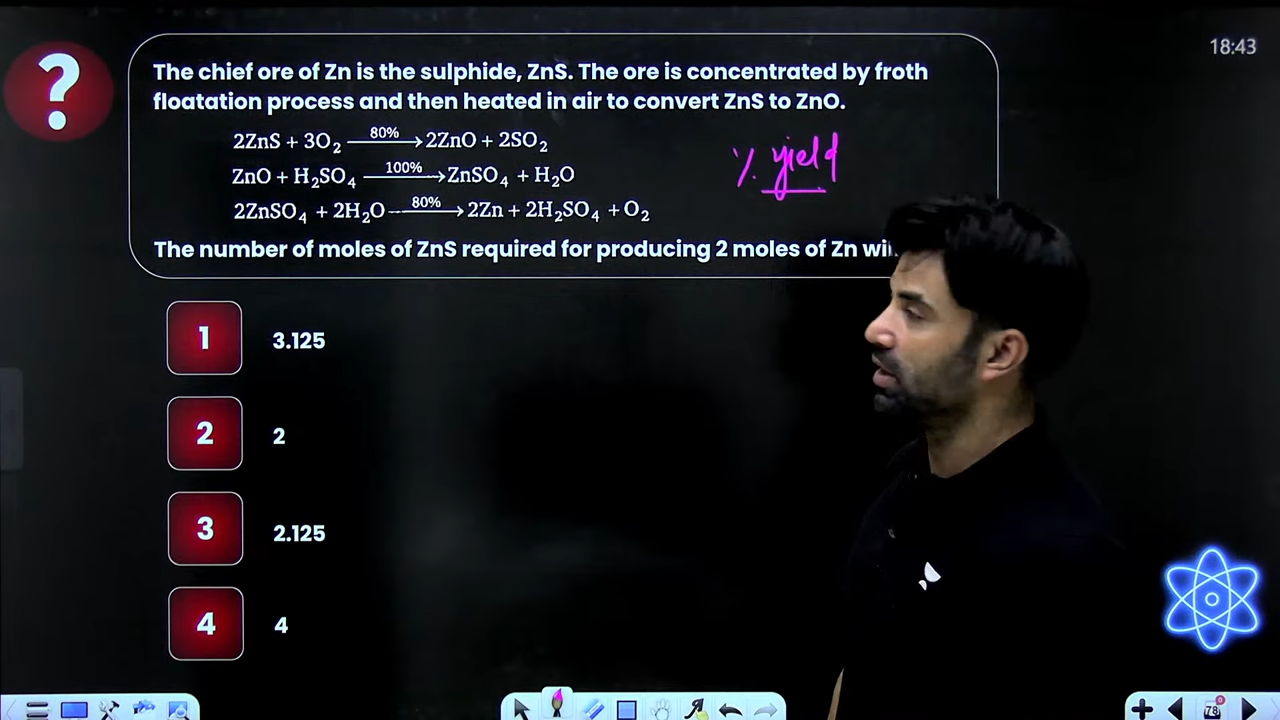 18:43
?
The chief ore of Zn is the sulphide, ZnS. The ore is concentrated by froth
floatation process and then heated in air to convert ZnS to ZnO.
2ZnS + 3O₂ —80%→ 2ZnO + 2SO₂
ZnO + H₂SO₄ —100%→ ZnSO₄ + H₂O
2ZnSO₄ + 2H₂O —80%→ 2Zn + 2H₂SO₄ + O₂
% yield
The number of moles of ZnS required for producing 2 moles of Zn
1 3.125
2 2
3 2.125
4 4
78